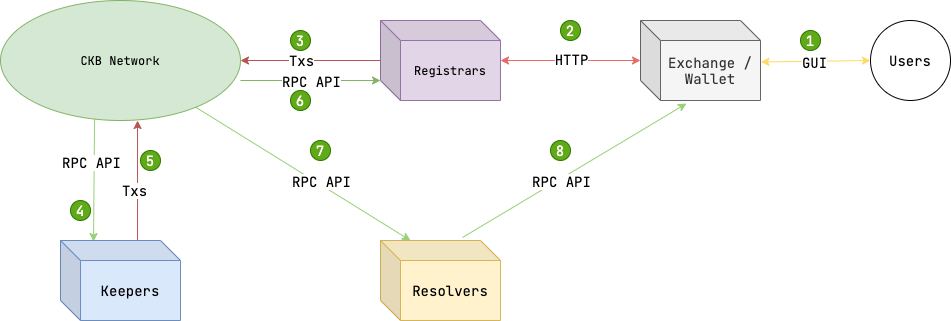 3
Txs
RPC API
6
2
HTTP
1
GUI
CKB Network
Registrars
Exchange /
Wallet
Users
RPC API
5
Txs
4
7
RPC API
8
RPC API
Keepers
Resolvers